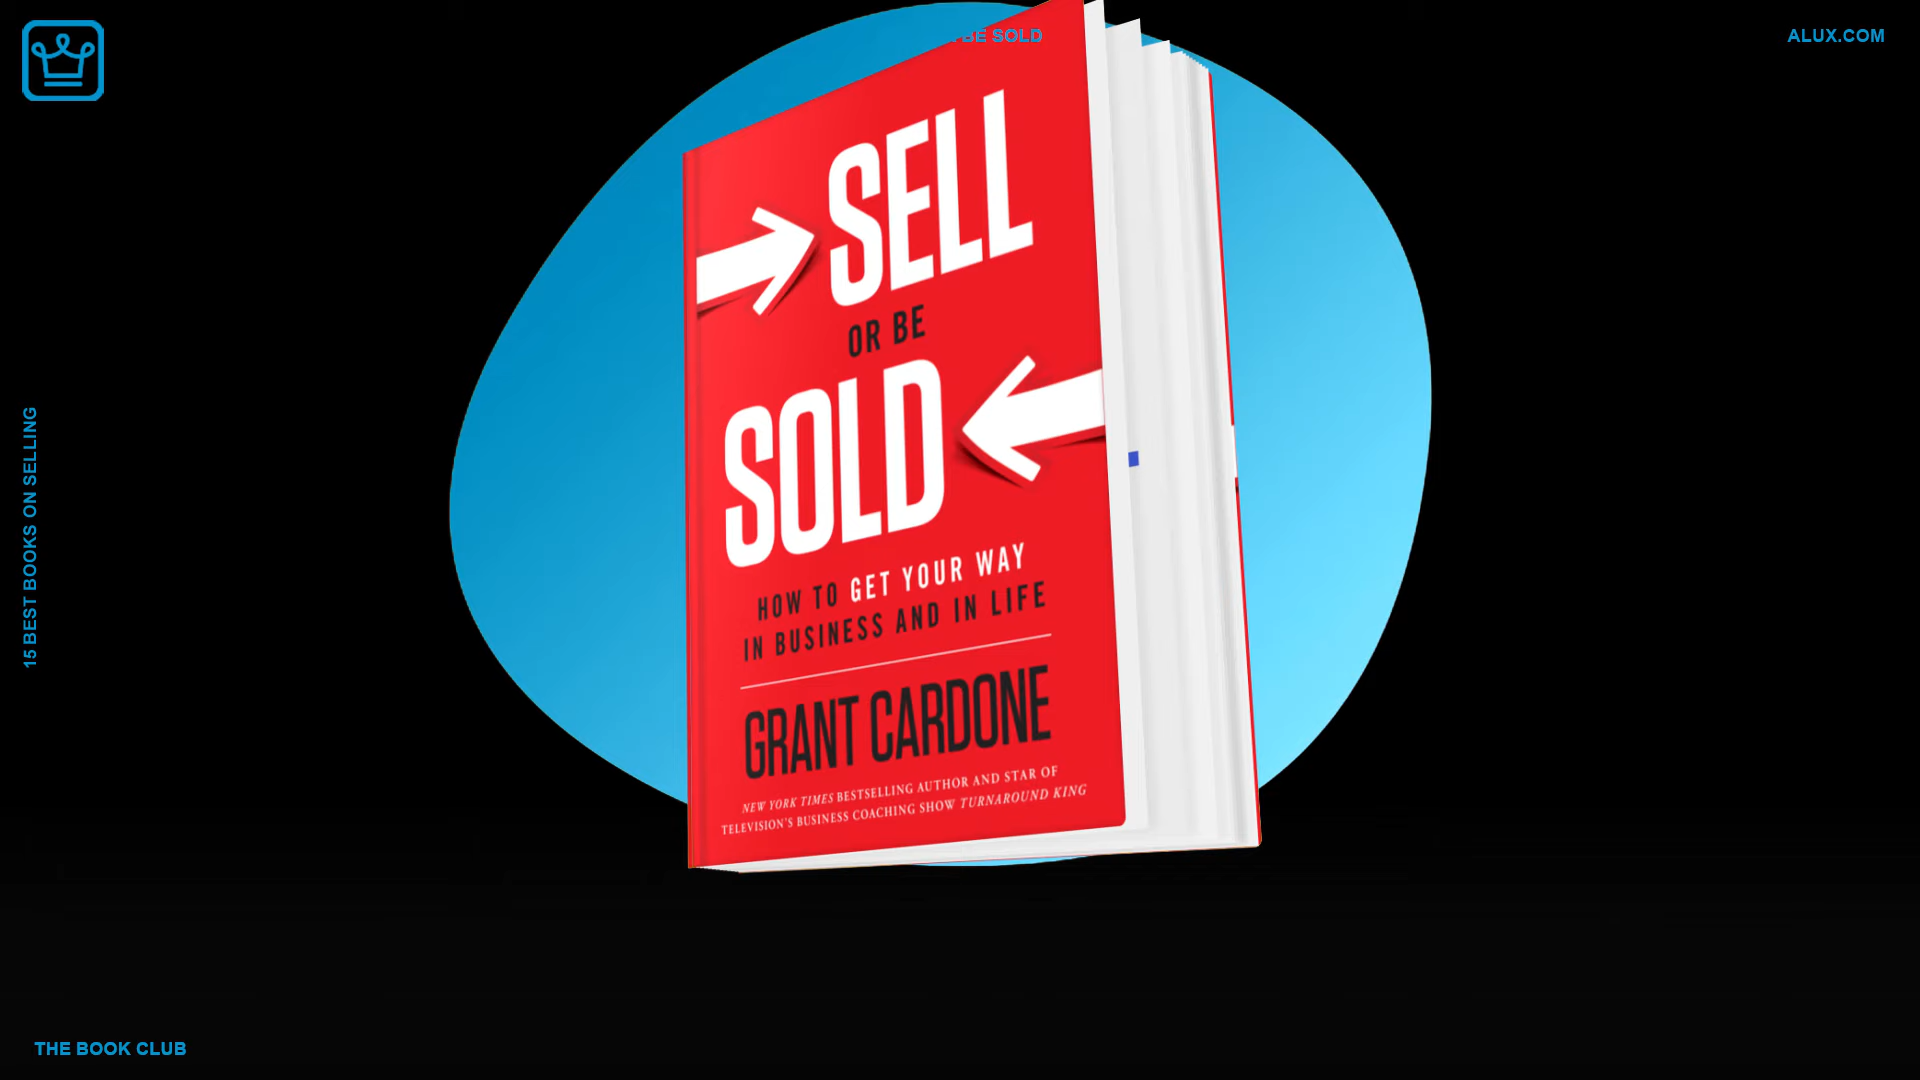 BE SOLD
ALUX.COM
SELL
OR BE
SOLD
HOW TO GET YOUR WAY
IN BUSINESS AND IN LIFE
GRANT CARDONE
NEW YORK TIMES BESTSELLING AUTHOR AND STAR OF
TELEVISION'S BUSINESS COACHING SHOW TURNAROUND KING
15 BEST BOOKS ON SELLING
THE BOOK CLUB